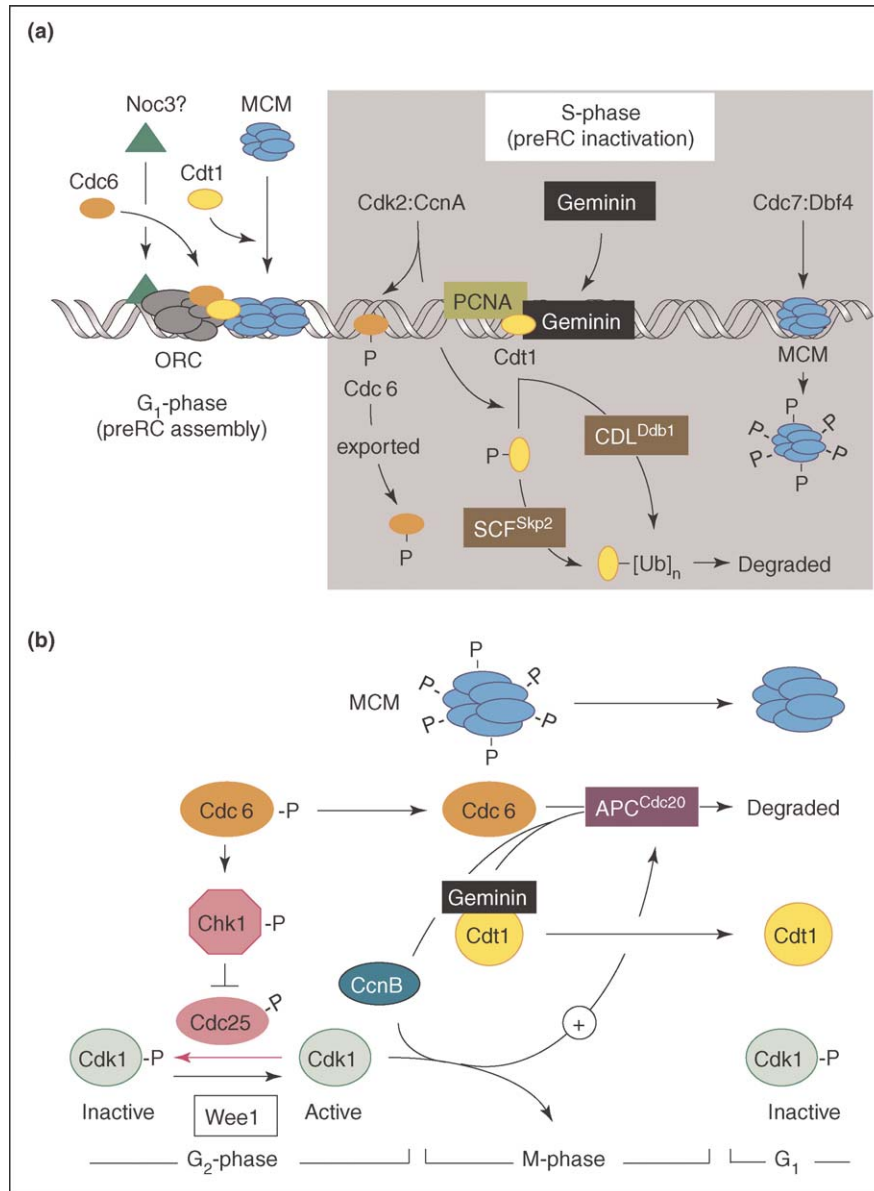 (a)
Noc3?
MCM
S-phase
(preRC inactivation)
Cdc6
Cdt1
Cdk2:CcnA
Geminin
Cdc7:Dbf4
PCNA
Geminin
ORC
P
Cdt1
MCM
G₁-phase
(preRC assembly)
Cdc 6
exported
P
P-
CDL^Ddb1
SCF^Skp2
P
P
P
P
P
P
-[Ub]ₙ
Degraded
(b)
MCM
P
P
P
P
P
P
Cdc 6 -P
Cdc 6
APC^Cdc20
Degraded
Chk1 -P
Geminin
Cdt1
Cdt1
CcnB
Cdc25 -P
+
Cdk1 -P
Cdk1
Cdk1 -P
Inactive
Wee1
Active
Inactive
G₂-phase
M-phase
G₁